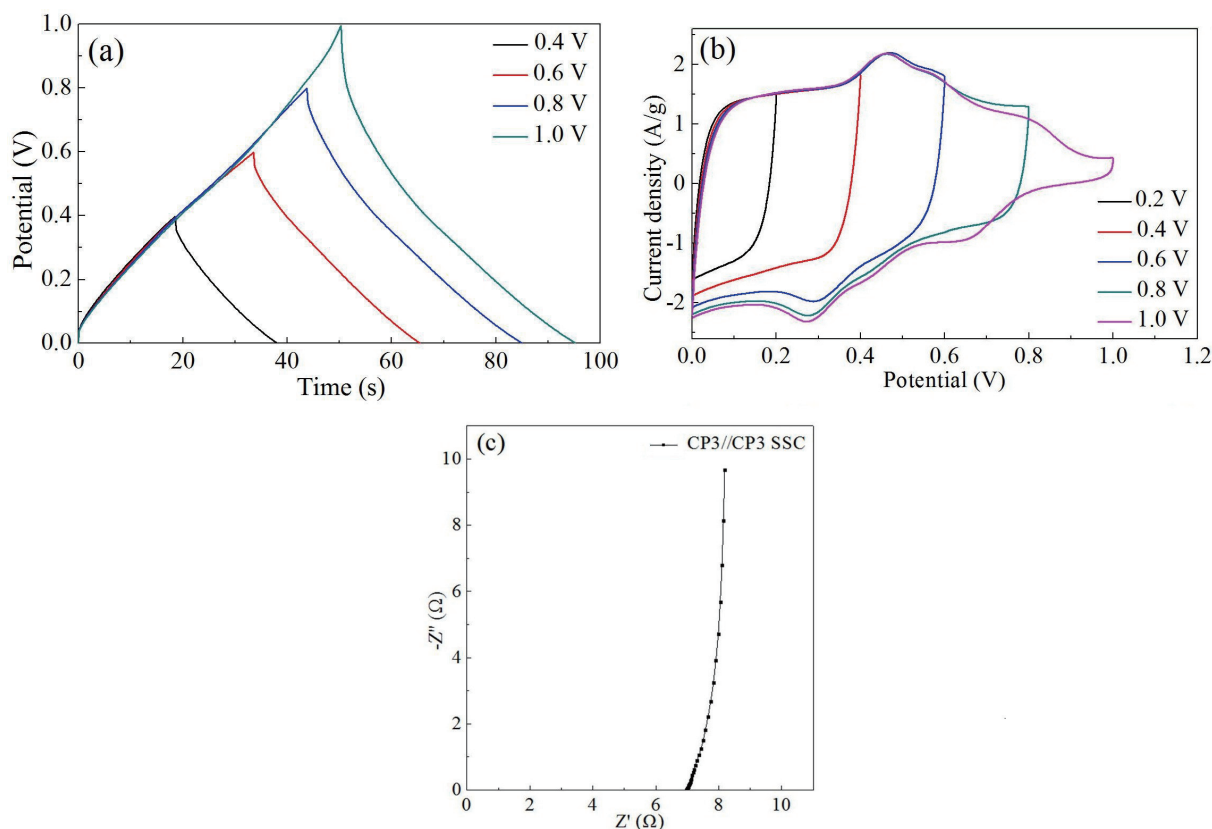 (a)
0.4 V
0.6 V
0.8 V
1.0 V
1.0
0.8
0.6
0.4
0.2
0.0
Potential (V)
0 20 40 60 80 100
Time (s)
(b)
2
1
0
-1
-2
Current density (A/g)
0.2 V
0.4 V
0.6 V
0.8 V
1.0 V
0.0 0.2 0.4 0.6 0.8 1.0 1.2
Potential (V)
(c)
CP3//CP3 SSC
10
8
6
4
2
0
-Z'' (Ω)
0 2 4 6 8 10
Z' (Ω)